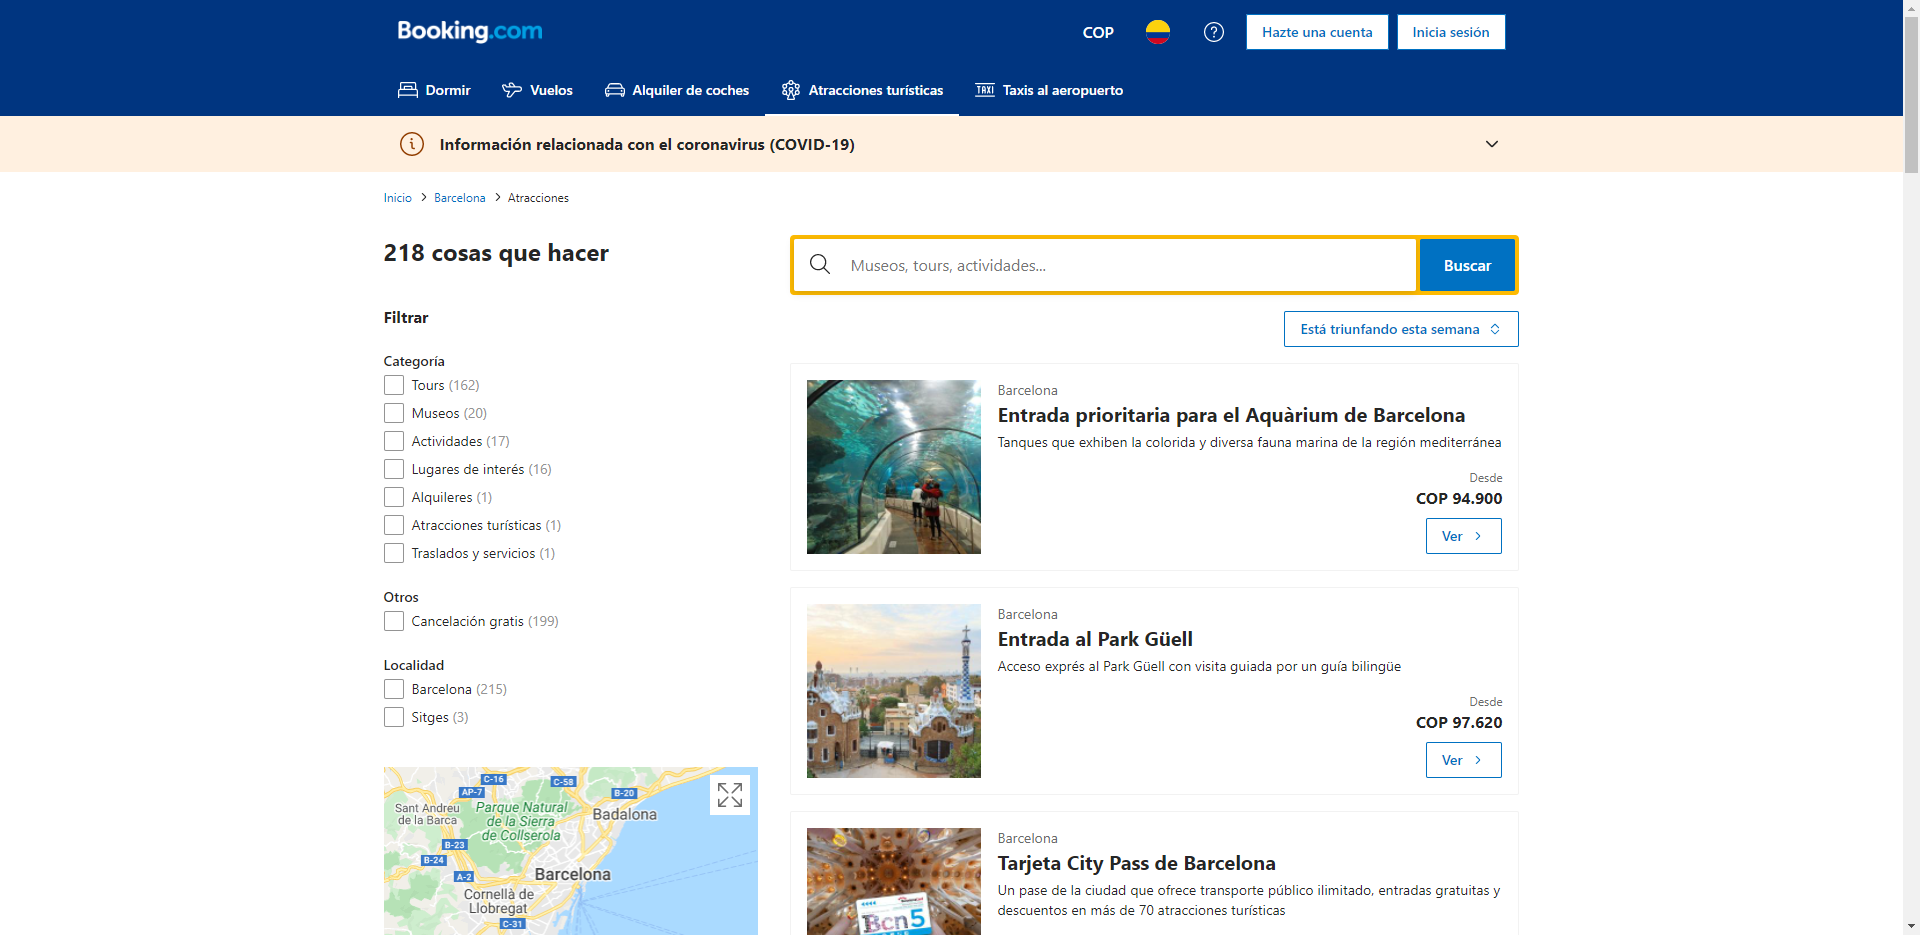 Booking.com
COP
Hazte una cuenta
Inicia sesión
Dormir
Vuelos
Alquiler de coches
Atracciones turísticas
TAXI
Taxis al aeropuerto
Información relacionada con el coronavirus (COVID-19)
Inicio > Barcelona > Atracciones
218 cosas que hacer
Museos, tours, actividades...
Buscar
Filtrar
Está triunfando esta semana
Categoría
Tours (162)
Museos (20)
Actividades (17)
Lugares de interés (16)
Alquileres (1)
Atracciones turísticas (1)
Traslados y servicios (1)
Otros
Cancelación gratis (199)
Localidad
Barcelona (215)
Sitges (3)
C-16
C-58
AP-7
B-20
Sant Andreu
de la Barca
Parque Natural
de la Sierra
de Collserola
Badalona
B-23
B-24
A-2
Barcelona
Cornellà de
Llobregat
C-31
Barcelona
Entrada prioritaria para el Aquàrium de Barcelona
Tanques que exhiben la colorida y diversa fauna marina de la región mediterránea
Desde
COP 94.900
Ver
Barcelona
Entrada al Park Güell
Acceso exprés al Park Güell con visita guiada por un guía bilingüe
Desde
COP 97.620
Ver
Barcelona
Tarjeta City Pass de Barcelona
Un pase de la ciudad que ofrece transporte público ilimitado, entradas gratuitas y
descuentos en más de 70 atracciones turísticas
Bcn 5